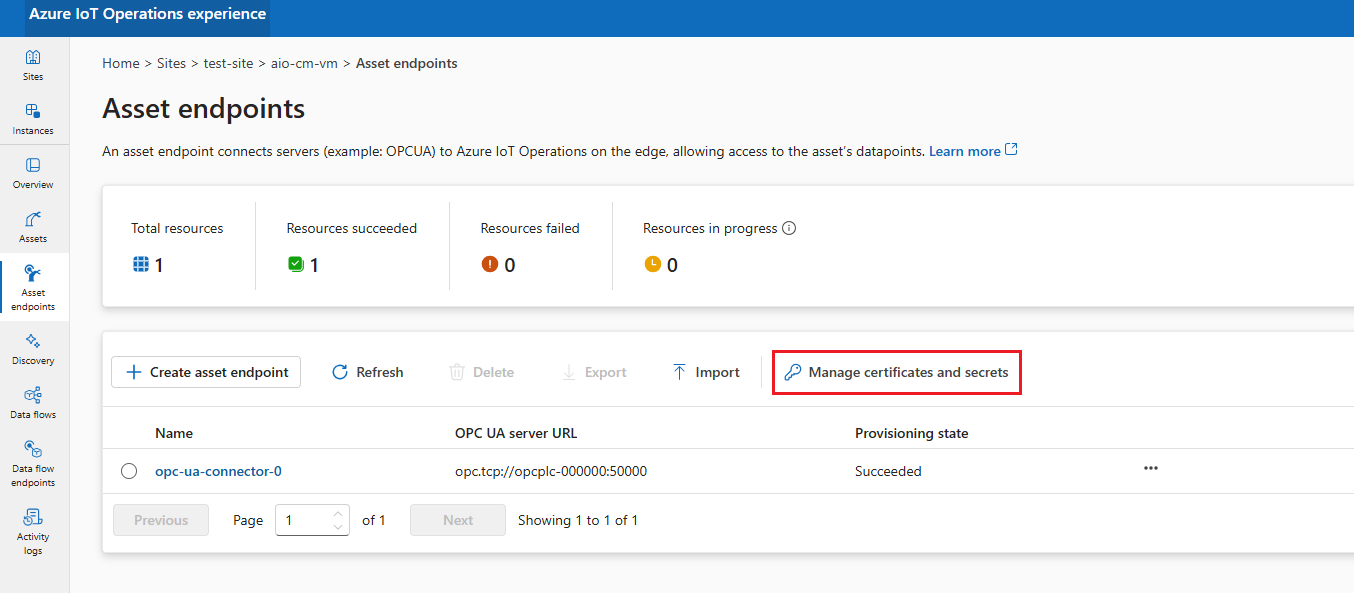 Azure IoT Operations experience
Sites
Instances
Overview
Assets
Asset
endpoints
Discovery
Data flows
Data flow
endpoints
Activity
logs
Home > Sites > test-site > aio-cm-vm > Asset endpoints
Asset endpoints
An asset endpoint connects servers (example: OPCUA) to Azure IoT Operations on the edge, allowing access to the asset's datapoints. Learn more
Total resources
1
Resources succeeded
1
Resources failed
0
Resources in progress
0
Create asset endpoint Refresh Delete Export Import Manage certificates and secrets
Name OPC UA server URL Provisioning state
opc-ua-connector-0 opc.tcp://opcplc-000000:50000 Succeeded ...
Previous Page 1 of 1 Next Showing 1 to 1 of 1